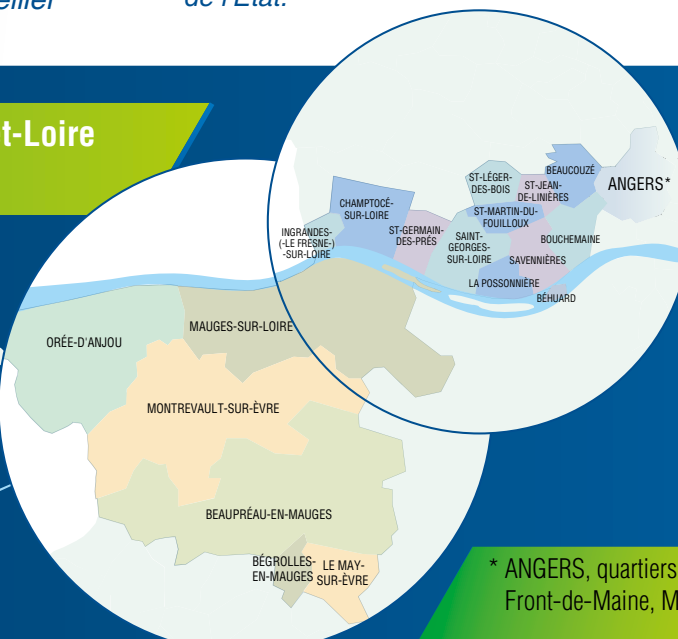 de l'État.
t-Loire
BEAUCOUZÉ
ST-LÉGER-
DES-BOIS
ST-JEAN-
DE-LINIÈRES
ANGERS*
CHAMPTOCÉ-
SUR-LOIRE
ST-MARTIN-DU-
FOUILLOUX
INGRANDES-
(-LE FRESNE-)
-SUR-LOIRE
ST-GERMAIN-
DES-PRÉS
SAINT-
GEORGES-
SUR-LOIRE
BOUCHEMAINE
SAVENNIÈRES
LA POSSONNIÈRE
BÉHUARD
MAUGES-SUR-LOIRE
ORÉE-D'ANJOU
MONTREVAULT-SUR-ÈVRE
BEAUPRÉAU-EN-MAUGES
BÉGROLLES-
EN-MAUGES
LE MAY-
SUR-ÈVRE
* ANGERS, quartiers
Front-de-Maine, M